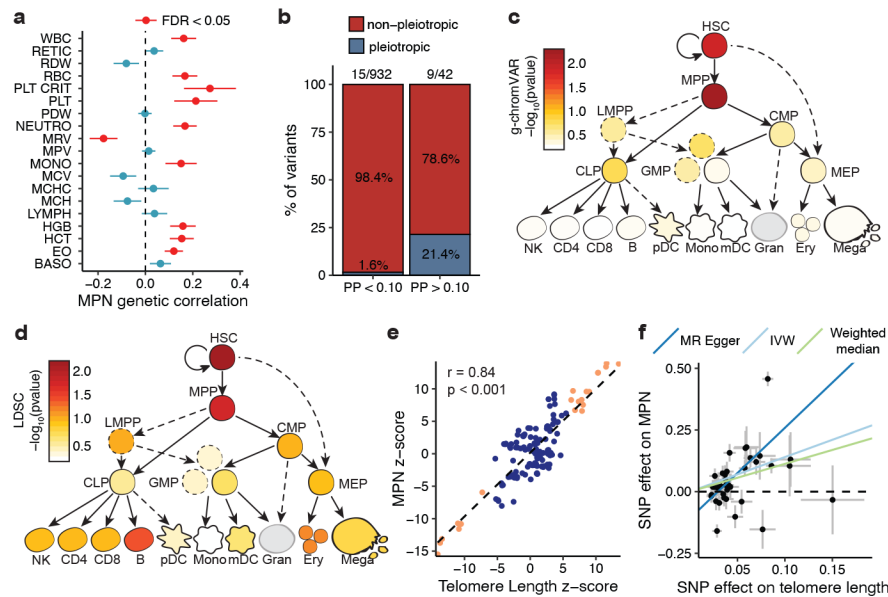 a
FDR < 0.05
WBC
RETIC
RDW
RBC
PLT CRIT
PLT
PDW
NEUTRO
MRV
MPV
MONO
MCV
MCHC
MCH
LYMPH
HGB
HCT
EO
BASO
−0.2 0.0 0.2 0.4
MPN genetic correlation
b
non-pleiotropic
pleiotropic
15/932 9/42
100
75
50
25
0
% of variants
98.4%
1.6%
78.6%
21.4%
PP < 0.10 PP > 0.10
c
g-chromVAR
−log10(pvalue)
2.0
1.5
1.0
0.5
HSC
MPP
LMPP
CMP
CLP
GMP
MEP
NK CD4 CD8 B pDC Mono mDC Gran Ery Mega
d
LDSC
−log10(pvalue)
2.0
1.5
1.0
0.5
HSC
MPP
LMPP
CMP
CLP
GMP
MEP
NK CD4 CD8 B pDC Mono mDC Gran Ery Mega
e
r = 0.84
p < 0.001
MPN z−score
10
5
0
−5
−10
−15
−10 −5 0 5 10
Telomere Length z−score
f
MR Egger
IVW
Weighted
median
SNP effect on MPN
0.50
0.25
0.00
−0.25
0.05 0.10 0.15
SNP effect on telomere length